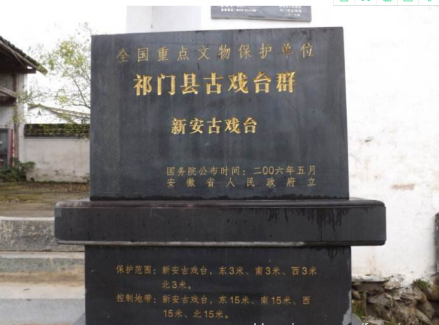 全国重点文物保护单位
祁门县古戏台群
新安古戏台
国务院公布时间：二00六年五月
安徽省人民政府立
保护范围：新安古戏台，东3米、南3米、西3米
北3米。
控制地带：新安古戏台，东15米、南15米、西
15米、北15米。